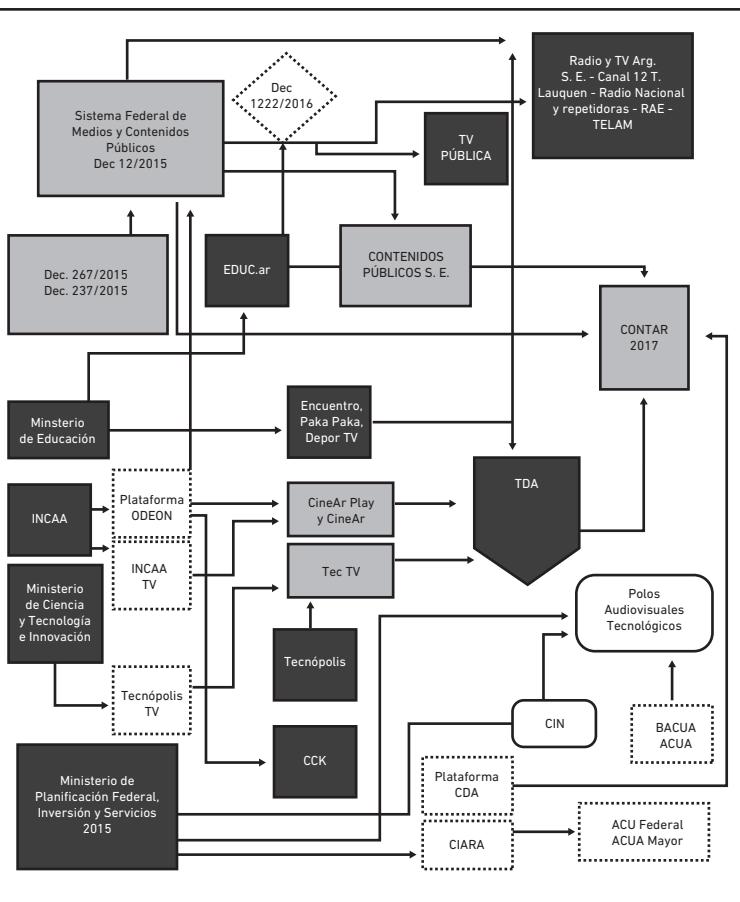 Radio y TV Arg.
S. E. - Canal 12 T.
Lauquen - Radio Nacional
y repetidoras - RAE -
TELAM
Dec
1222/2016
Sistema Federal de
Medios y Contenidos
Públicos
Dec 12/2015
TV
PÚBLICA
Dec. 267/2015
Dec. 237/2015
EDUC.ar
CONTENIDOS
PÚBLICOS S. E.
CONTAR
2017
Minsterio
de Educación
Encuentro,
Paka Paka,
Depor TV
INCAA
Plataforma
ODEON
CineAr Play
y CineAr
TDA
INCAA
TV
Tec TV
Ministerio
de Ciencia
y Tecnología
e Innovación
Polos
Audiovisuales
Tecnológicos
Tecnópolis
Tecnópolis
TV
CIN
BACUA
ACUA
CCK
Ministerio de
Planificación Federal,
Inversión y Servicios
2015
Plataforma
CDA
CIARA
ACU Federal
ACUA Mayor